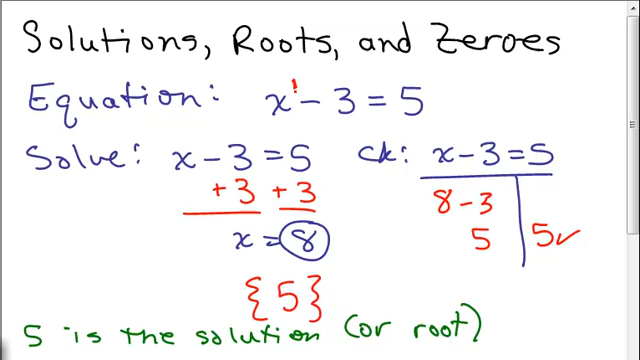 Solutions, Roots, and Zeroes
Equation: x¹ - 3 = 5
Solve: x - 3 = 5 ck: x - 3 = 5
+3 +3 8 - 3
x = 8 5 5✓
{5}
5 is the solution (or root)